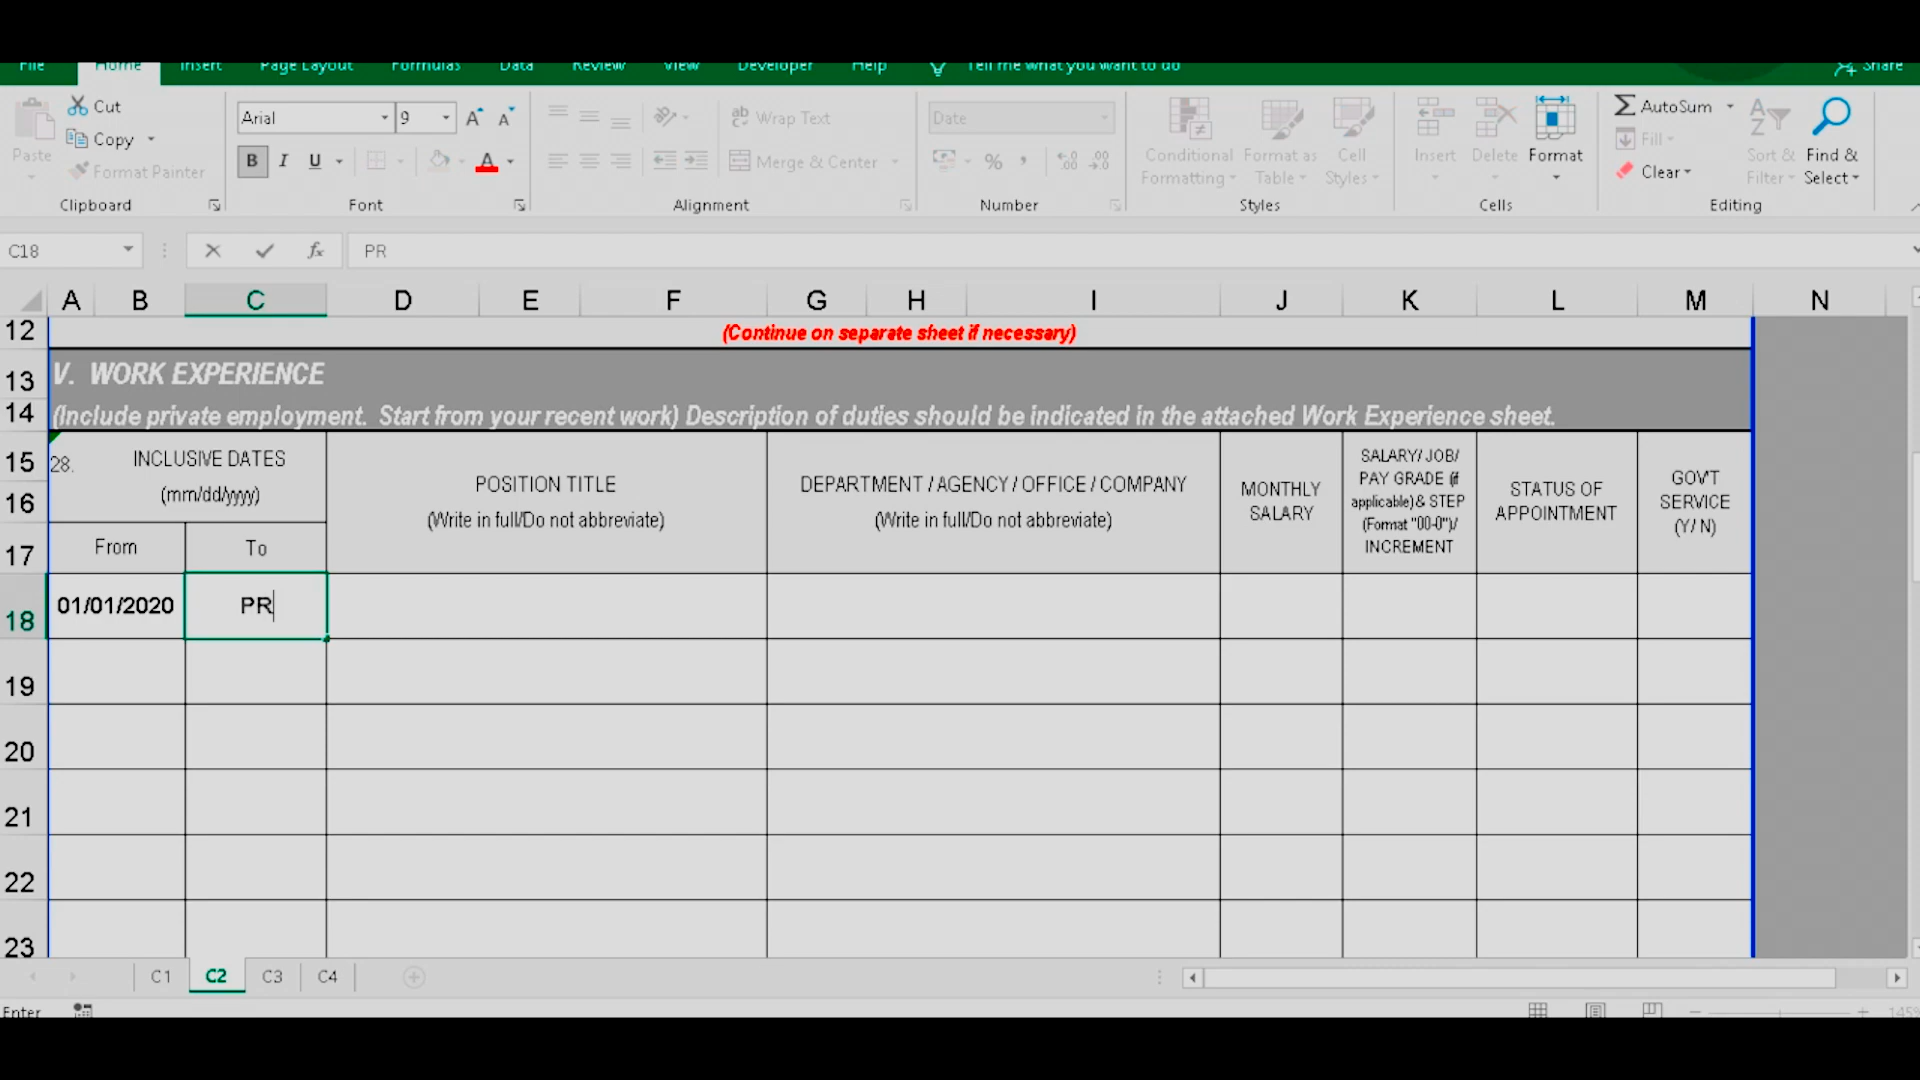 File Home Insert Page Layout Formulas Data Review View Developer Help Tell me what you want to do Share
Cut
Copy
Format Painter
Paste
Clipboard
Arial 9
B I U
Font
Wrap Text
Merge & Center
Alignment
Date
%
Number
Conditional Formatting
Format as Table
Cell Styles
Styles
Insert Delete Format
Cells
AutoSum
Fill
Clear
Sort & Filter
Find & Select
Editing
C18 fx PR
A B C D E F G H I J K L M N
12 (Continue on separate sheet if necessary)
13 V. WORK EXPERIENCE
14 (Include private employment. Start from your recent work) Description of duties should be indicated in the attached Work Experience sheet.
15
16
17
28. INCLUSIVE DATES
(mm/dd/yyyy)
From To
POSITION TITLE
(Write in full/Do not abbreviate)
DEPARTMENT / AGENCY / OFFICE / COMPANY
(Write in full/Do not abbreviate)
MONTHLY
SALARY
SALARY/ JOB/
PAY GRADE (if
applicable)& STEP
(Format "00-0")/
INCREMENT
STATUS OF
APPOINTMENT
GOV'T
SERVICE
(Y/ N)
18 01/01/2020 PR
19
20
21
22
23
C1 C2 C3 C4
Enter 145%